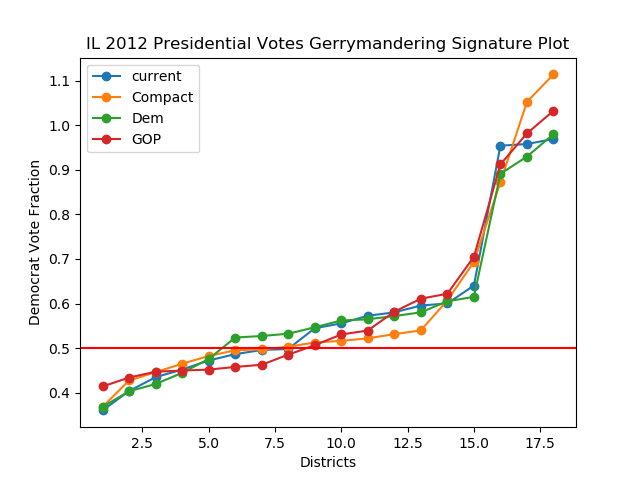 IL 2012 Presidential Votes Gerrymandering Signature Plot
current
Compact
Dem
GOP
1.1
1.0
0.9
0.8
0.7
0.6
0.5
0.4
Democrat Vote Fraction
2.5 5.0 7.5 10.0 12.5 15.0 17.5
Districts